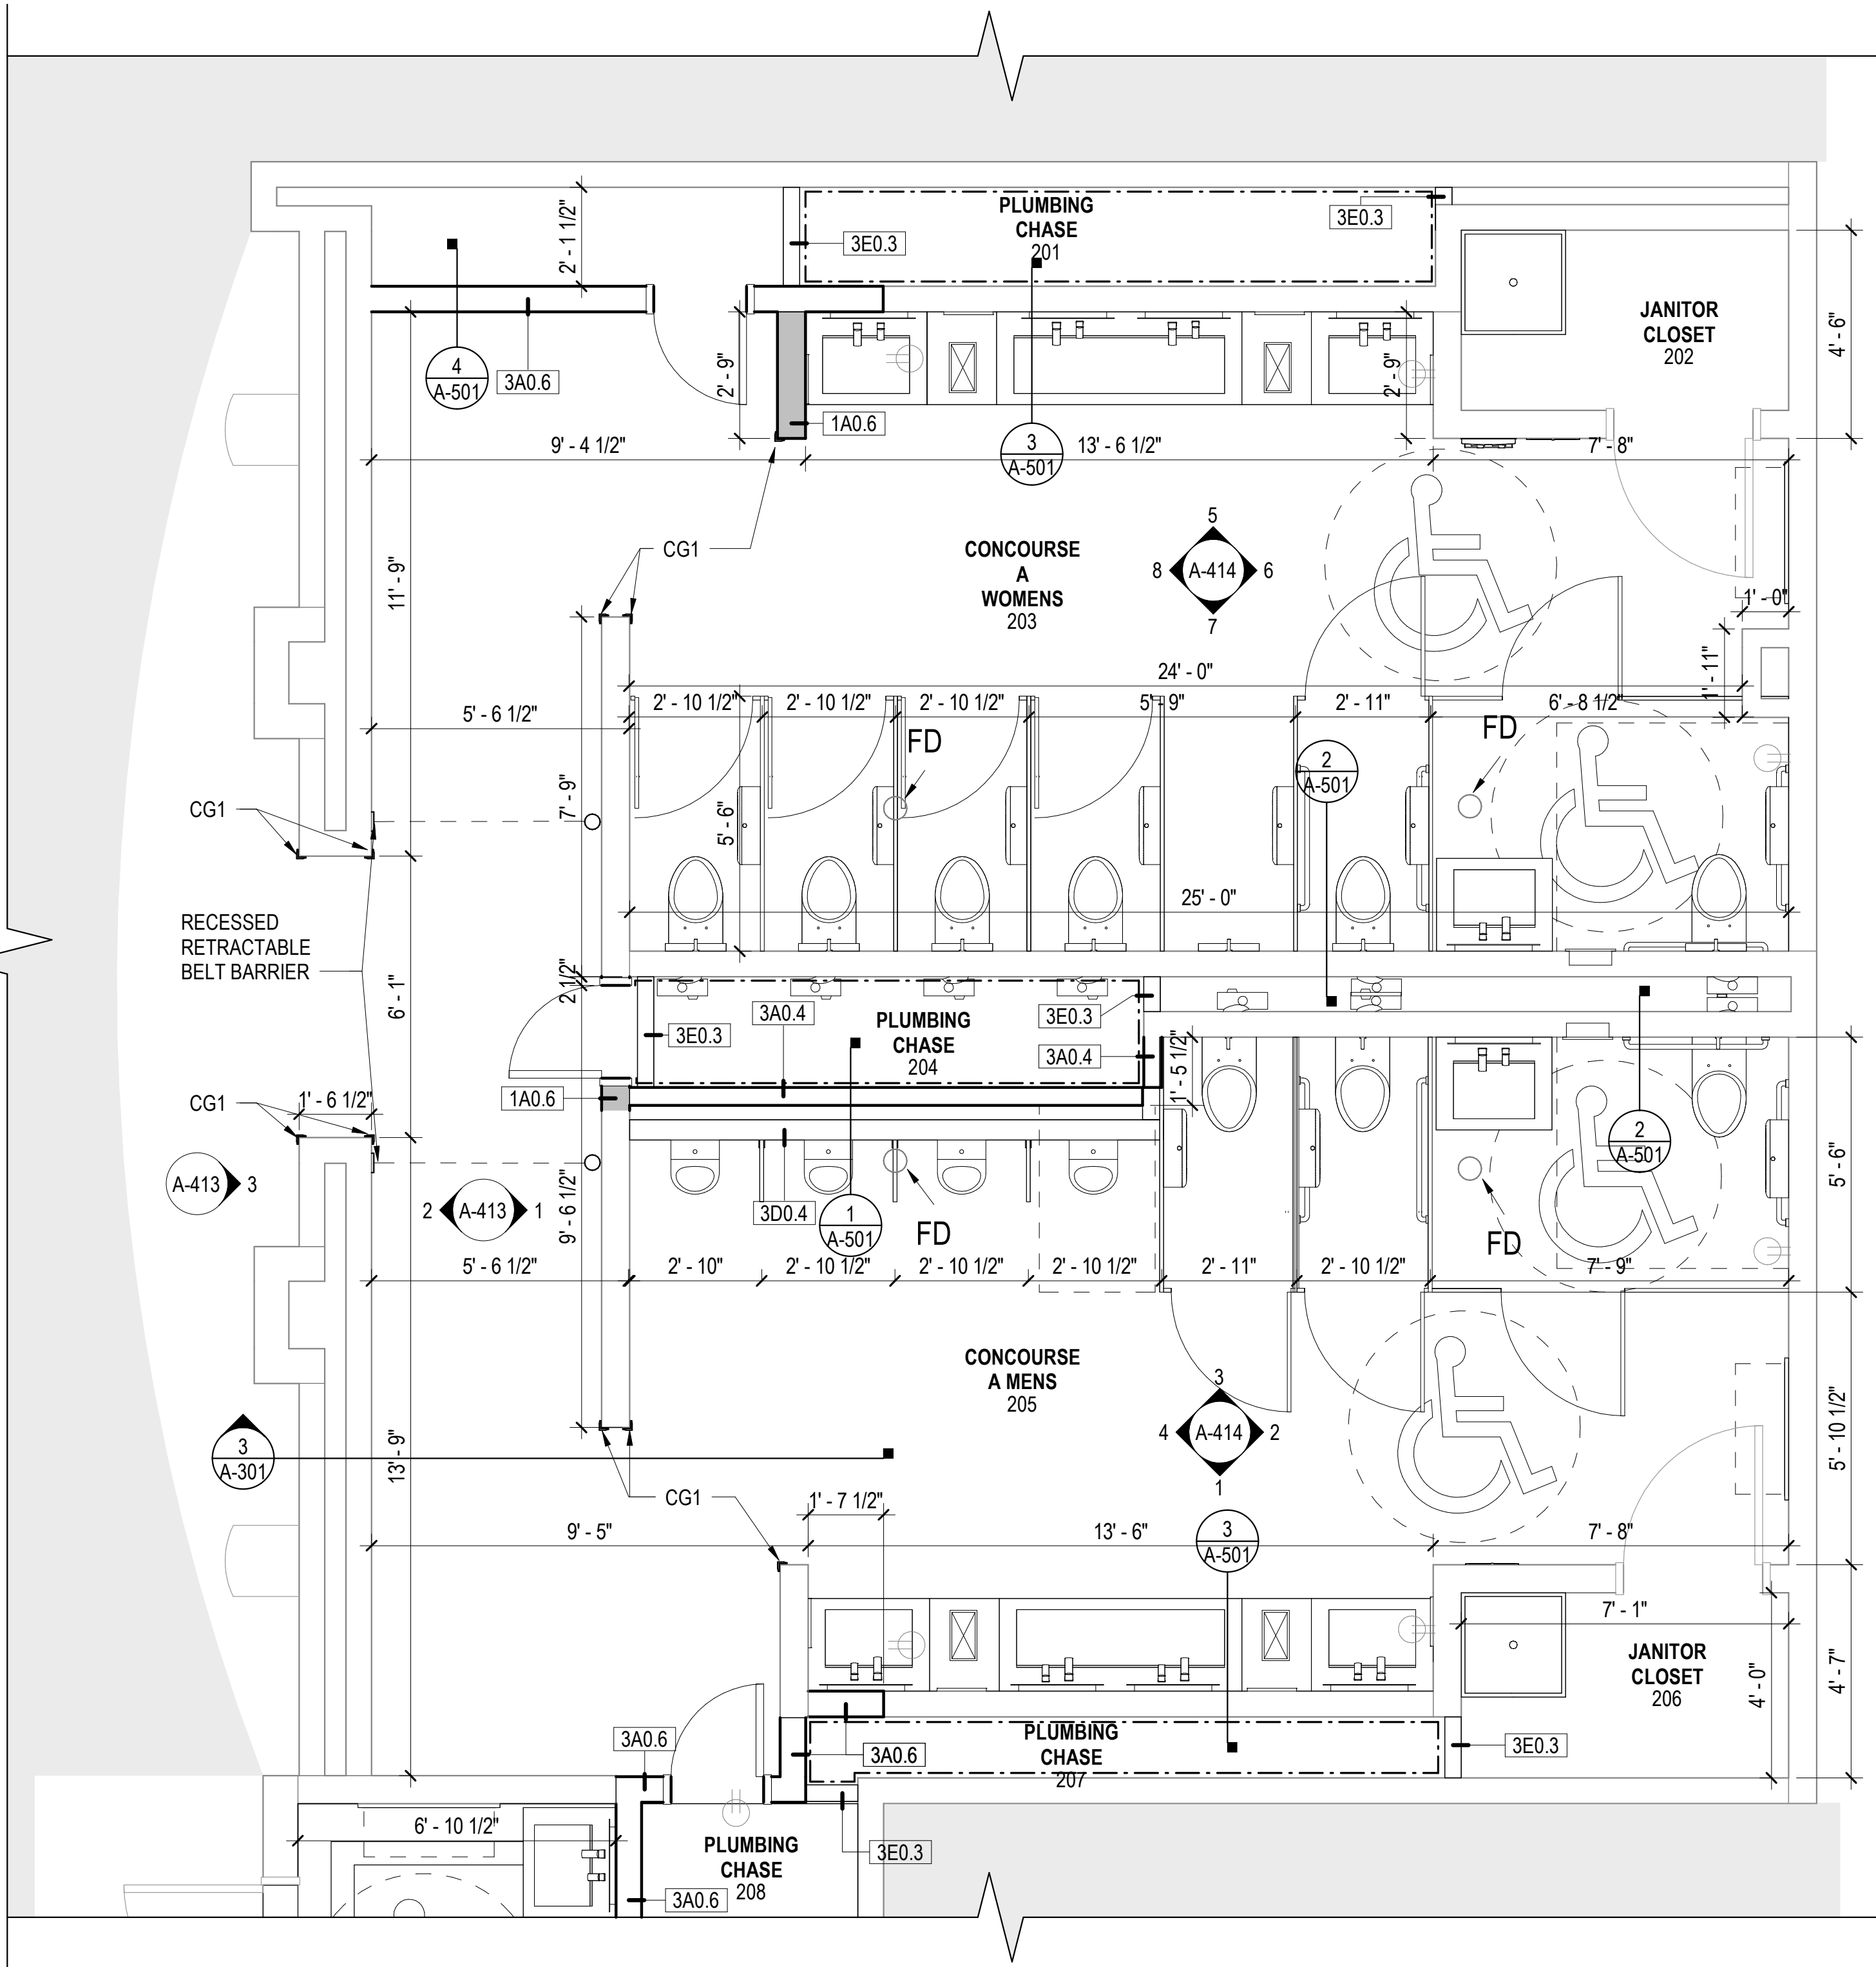 PLUMBING
CHASE
201
3E0.3
3E0.3
2' - 1 1/2"
JANITOR
CLOSET
202
4' - 6"
4
A-501
3A0.6
2' - 9"
2' - 9"
1A0.6
9' - 4 1/2"
3
A-501
13' - 6 1/2"
7' - 8"
CG1
CONCOURSE
A
WOMENS
203
5
8
A-414
6
7
11' - 9"
1' - 0"
1' - 11"
24' - 0"
2' - 10 1/2"
2' - 10 1/2"
2' - 10 1/2"
5' - 9"
2' - 11"
6' - 8 1/2"
5' - 6 1/2"
FD
FD
2
A-501
7' - 9"
5' - 6"
CG1
25' - 0"
RECESSED
RETRACTABLE
BELT BARRIER
2 1/2"
6' - 1"
3A0.4
3E0.3
PLUMBING
CHASE
204
3E0.3
3A0.4
1' - 5 1/2"
1A0.6
CG1
1' - 6 1/2"
A-413
3
2
A-413
1
9' - 6 1/2"
3D0.4
1
A-501
FD
2
A-501
5' - 6"
FD
5' - 6 1/2"
2' - 10"
2' - 10 1/2"
2' - 10 1/2"
2' - 10 1/2"
2' - 11"
2' - 10 1/2"
7' - 9"
CONCOURSE
A MENS
205
3
4
A-414
2
1
5' - 10 1/2"
3
A-301
13' - 9"
CG1
1' - 7 1/2"
9' - 5"
13' - 6"
3
A-501
7' - 8"
7' - 1"
JANITOR
CLOSET
206
4' - 0"
4' - 7"
3A0.6
3A0.6
PLUMBING
CHASE
207
3E0.3
6' - 10 1/2"
PLUMBING
CHASE
208
3E0.3
3A0.6